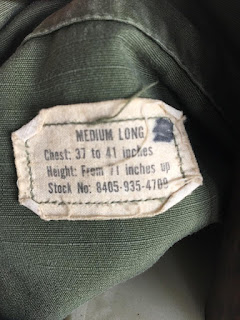 MEDIUM LONG
Chest: 37 to 41 inches
Height: From 71 inches up
Stock No: 8405-935-4709